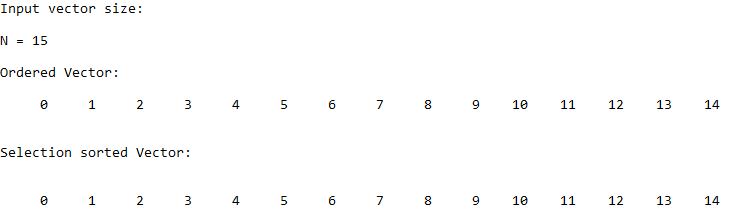 Input vector size:
N = 15
Ordered Vector:
0 1 2 3 4 5 6 7 8 9 10 11 12 13 14
Selection sorted Vector:
0 1 2 3 4 5 6 7 8 9 10 11 12 13 14